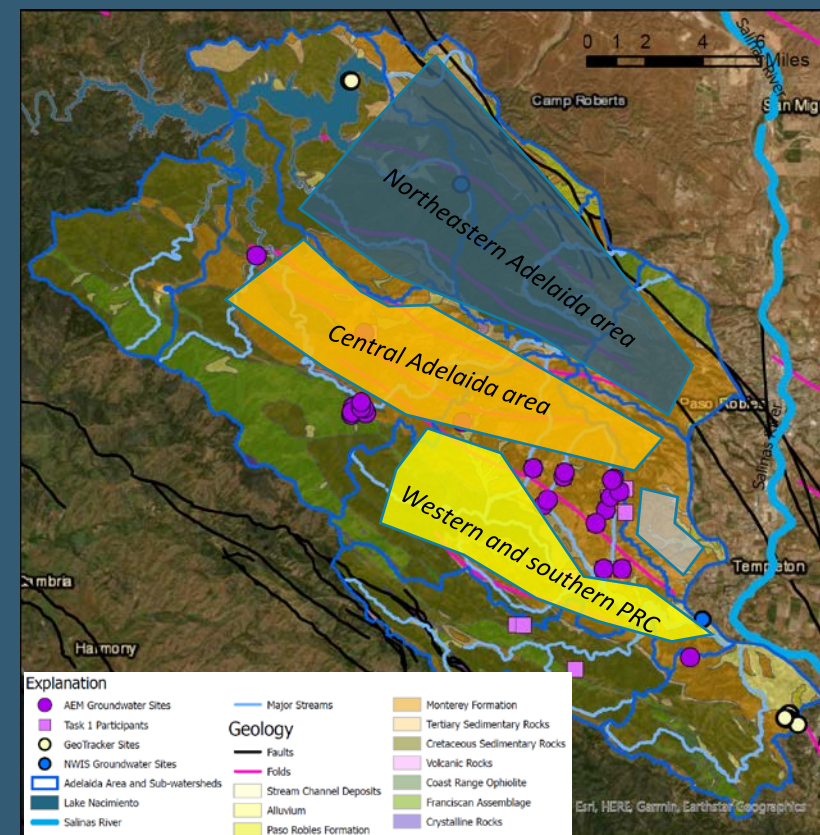 0 1 2 4 6
Miles
Salinas River
Camp Roberts
San Mig
Northeastern Adelaida area
Central Adelaida area
Paso Robles
Salinas River
Western and southern PRC
Templeton
Cambria
Harmony
Explanation
AEM Groundwater Sites
Task 1 Participants
GeoTracker Sites
NWIS Groundwater Sites
Adelaida Area and Sub-watersheds
Lake Nacimiento
Salinas River
Major Streams
Geology
Faults
Folds
Stream Channel Deposits
Alluvium
Paso Robles Formation
Monterey Formation
Tertiary Sedimentary Rocks
Cretaceous Sedimentary Rocks
Volcanic Rocks
Coast Range Ophiolite
Franciscan Assemblage
Crystalline Rocks
Esri, HERE, Garmin, Earthstar Geographics